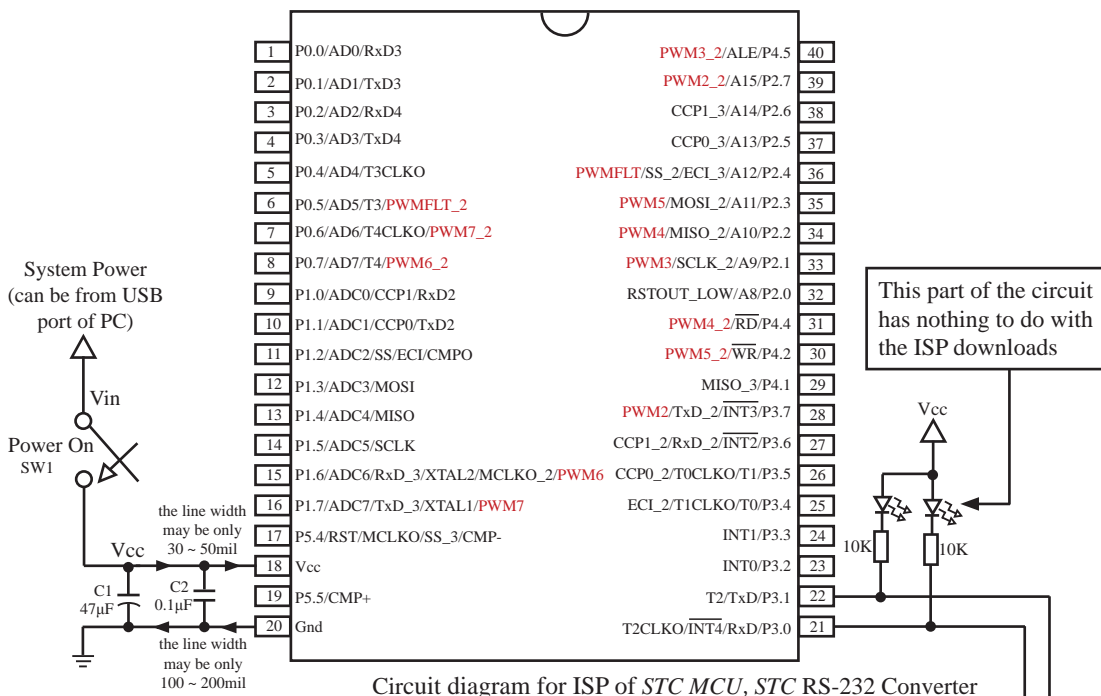 1 P0.0/AD0/RxD3
2 P0.1/AD1/TxD3
3 P0.2/AD2/RxD4
4 P0.3/AD3/TxD4
5 P0.4/AD4/T3CLKO
6 P0.5/AD5/T3/PWMFLT_2
7 P0.6/AD6/T4CLKO/PWM7_2
8 P0.7/AD7/T4/PWM6_2
9 P1.0/ADC0/CCP1/RxD2
10 P1.1/ADC1/CCP0/TxD2
11 P1.2/ADC2/SS/ECI/CMPO
12 P1.3/ADC3/MOSI
13 P1.4/ADC4/MISO
14 P1.5/ADC5/SCLK
15 P1.6/ADC6/RxD_3/XTAL2/MCLKO_2/PWM6
16 P1.7/ADC7/TxD_3/XTAL1/PWM7
17 P5.4/RST/MCLKO/SS_3/CMP-
18 Vcc
19 P5.5/CMP+
20 Gnd
PWM3_2/ALE/P4.5 40
PWM2_2/A15/P2.7 39
CCP1_3/A14/P2.6 38
CCP0_3/A13/P2.5 37
PWMFLT/SS_2/ECI_3/A12/P2.4 36
PWM5/MOSI_2/A11/P2.3 35
PWM4/MISO_2/A10/P2.2 34
PWM3/SCLK_2/A9/P2.1 33
RSTOUT_LOW/A8/P2.0 32
PWM4_2/RD/P4.4 31
PWM5_2/WR/P4.2 30
MISO_3/P4.1 29
PWM2/TxD_2/INT3/P3.7 28
CCP1_2/RxD_2/INT2/P3.6 27
CCP0_2/T0CLKO/T1/P3.5 26
ECI_2/T1CLKO/T0/P3.4 25
INT1/P3.3 24
INT0/P3.2 23
T2/TxD/P3.1 22
T2CLKO/INT4/RxD/P3.0 21
System Power
(can be from USB
port of PC)
Vin
Power On
SW1
the line width
may be only
30 ~ 50mil
Vcc
C1
47μF
C2
0.1μF
the line width
may be only
100 ~ 200mil
This part of the circuit
has nothing to do with
the ISP downloads
Vcc
10K
10K
Circuit diagram for ISP of STC MCU, STC RS-232 Converter